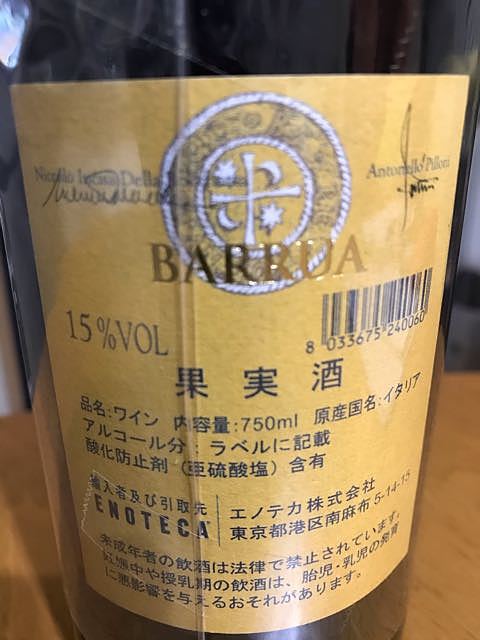 Nicolò Incisa Della
Antonello Pilloni
BARRUA
15%VOL
8 033675 240060
果実酒
品名:ワイン 内容量:750ml 原産国名:イタリア
アルコール分:ラベルに記載
酸化防止剤(亜硫酸塩)含有
輸入者及び引取先
ENOTECA
エノテカ株式会社
東京都港区南麻布5-14-15
未成年者の飲酒は法律で禁止されています。
妊娠中や授乳期の飲酒は、胎児・乳児の発育
に悪影響を与えるおそれがあります。